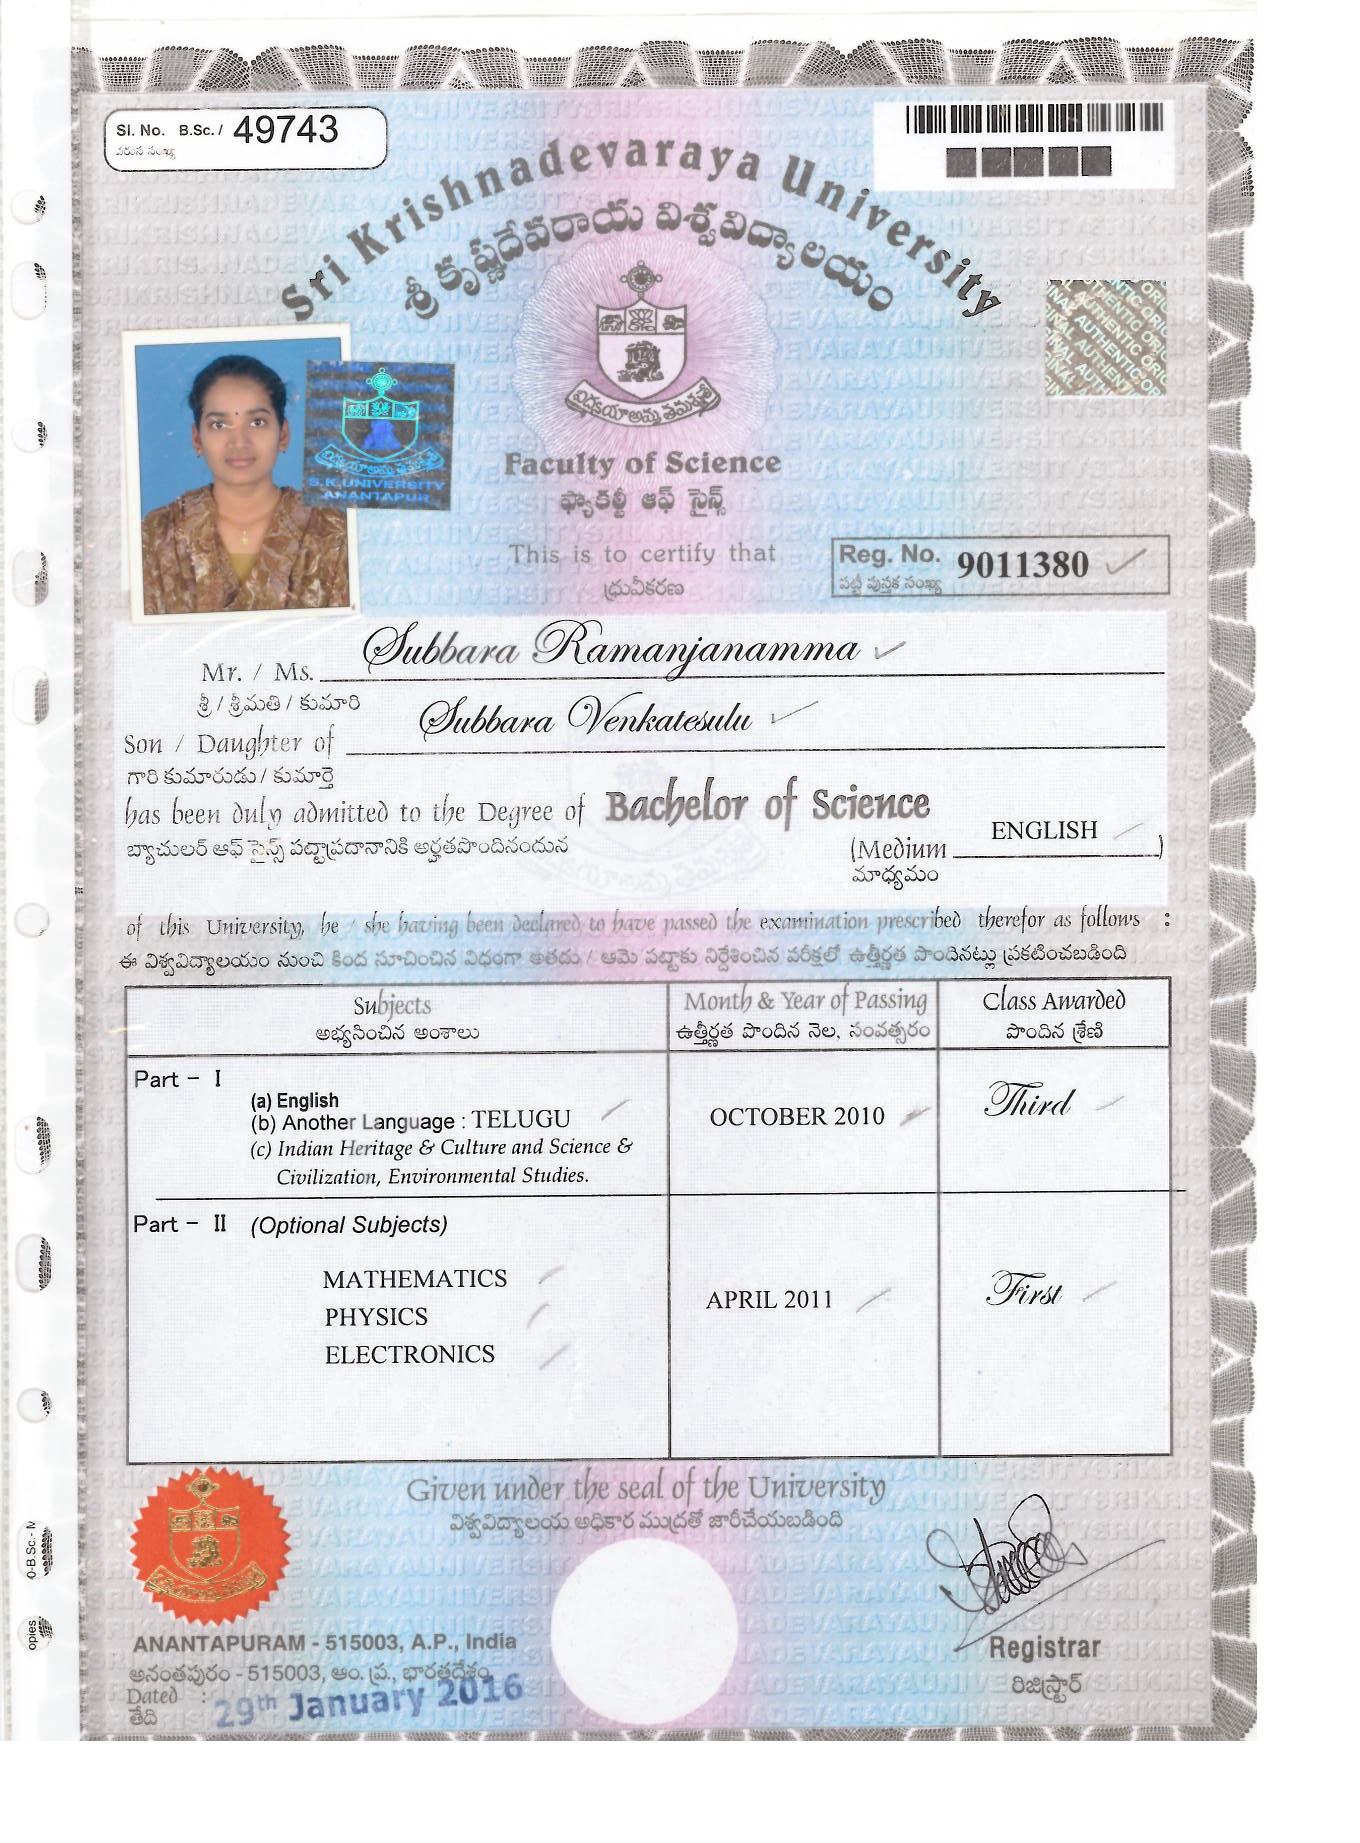 Sl. No. B.Sc./ 49743
వరుస సంఖ్య
Sri Krishnadevaraya University
శ్రీ కృష్ణదేవరాయ విశ్వవిద్యాలయం
S.K.UNIVERSITY
ANANTAPUR
Faculty of Science
ఫ్యాకల్టీ ఆఫ్ సైన్స్
This is to certify that
ధ్రువీకరణ
Reg. No. 9011380
పట్టీ పుస్తక సంఖ్య
Mr. / Ms. Subbara Ramanjanamma
శ్రీ / శ్రీమతి / కుమారి
Son / Daughter of Subbara Venkatesulu
గారి కుమారుడు / కుమార్తె
has been duly admitted to the Degree of Bachelor of Science
బ్యాచులర్ ఆఫ్ సైన్స్ పట్టాప్రదానానికి అర్హతపొందినందున
(Medium ENGLISH )
మాధ్యమం
of this University, he / she having been declared to have passed the examination prescribed therefor as follows :
ఈ విశ్వవిద్యాలయం నుంచి కింద సూచించిన విధంగా అతడు / ఆమె పట్టాకు నిర్దేశించిన పరీక్షలో ఉత్తీర్ణత పొందినట్లు ప్రకటించబడింది
Subjects
అభ్యసించిన అంశాలు
Month & Year of Passing
ఉత్తీర్ణత పొందిన నెల, సంవత్సరం
Class Awarded
పొందిన శ్రేణి
Part - I
(a) English
(b) Another Language : TELUGU
(c) Indian Heritage & Culture and Science &
Civilization, Environmental Studies.
OCTOBER 2010
Third
Part - II (Optional Subjects)
MATHEMATICS
PHYSICS
ELECTRONICS
APRIL 2011
First
Given under the seal of the University
విశ్వవిద్యాలయ అధికార ముద్రతో జారీచేయబడింది
ANANTAPURAM - 515003, A.P., India
అనంతపురం - 515003, ఆం. ప్ర., భారతదేశం
Dated : 29th January 2016
తేది
Registrar
రిజిస్ట్రార్